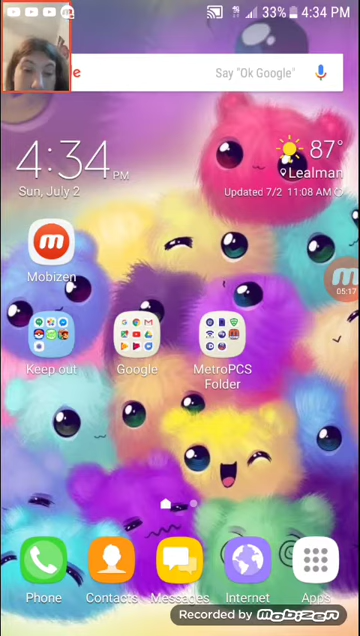 33% 4:34 PM
e Say "Ok Google"
4:34 PM
Sun, July 2
87°
Lealman
Updated 7/2 11:08 AM
Mobizen
m
05:17
Keep out
Google
MetroPCS
Folder
Phone
Contacts
Messages
Internet
Apps
Recorded by mobizen